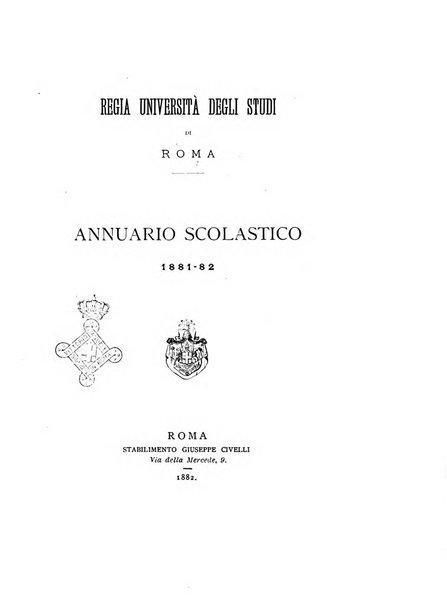 REGIA UNIVERSITÀ DEGLI STUDI
DI
ROMA
ANNUARIO SCOLASTICO
1881-82
ROMA
STABILIMENTO GIUSEPPE CIVELLI
Via della Mercede, 9.
1882.